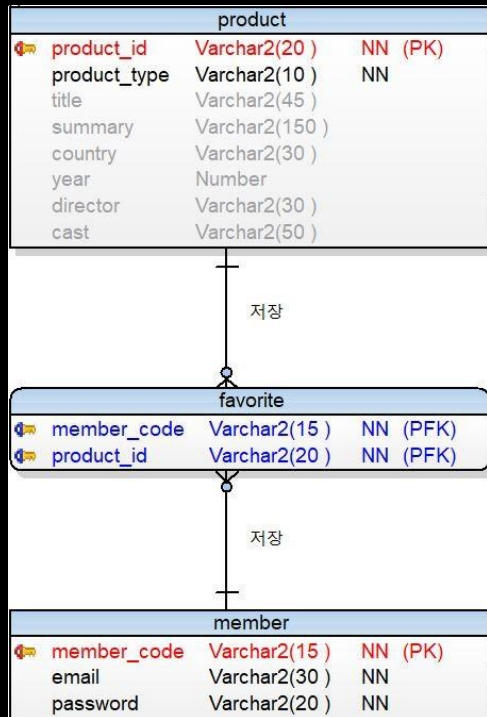 product
product_id Varchar2(20 ) NN (PK)
product_type Varchar2(10 ) NN
title Varchar2(45 )
summary Varchar2(150 )
country Varchar2(30 )
year Number
director Varchar2(30 )
cast Varchar2(50 )
저장
favorite
member_code Varchar2(15 ) NN (PFK)
product_id Varchar2(20 ) NN (PFK)
저장
member
member_code Varchar2(15 ) NN (PK)
email Varchar2(30 ) NN
password Varchar2(20 ) NN